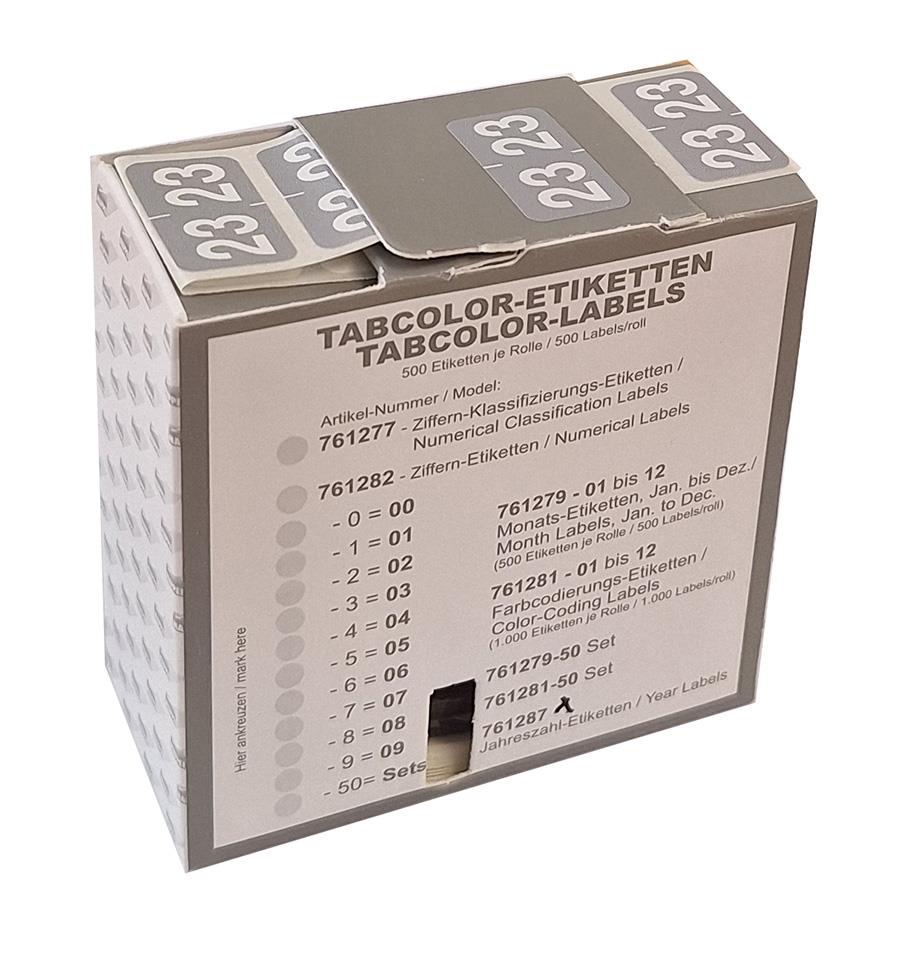 23 23
23 23
23
23
23 23
TABCOLOR-ETIKETTEN
TABCOLOR-LABELS
500 Etiketten je Rolle / 500 Labels/roll
Artikel-Nummer / Model:
761277 - Ziffern-Klassifizierungs-Etiketten /
Numerical Classification Labels
761282 - Ziffern-Etiketten / Numerical Labels
- 0 = 00
- 1 = 01
- 2 = 02
- 3 = 03
- 4 = 04
- 5 = 05
- 6 = 06
- 7 = 07
- 8 = 08
- 9 = 09
- 50= Sets
761279 - 01 bis 12
Monats-Etiketten, Jan. bis Dez./
Month Labels, Jan. to Dec.
(500 Etiketten je Rolle / 500 Labels/roll)
761281 - 01 bis 12
Farbcodierungs-Etiketten /
Color-Coding Labels
(1.000 Etiketten je Rolle / 1.000 Labels/roll)
761279-50 Set
761281-50 Set
761287 x
Jahreszahl-Etiketten / Year Labels
Hier ankreuzen / mark here